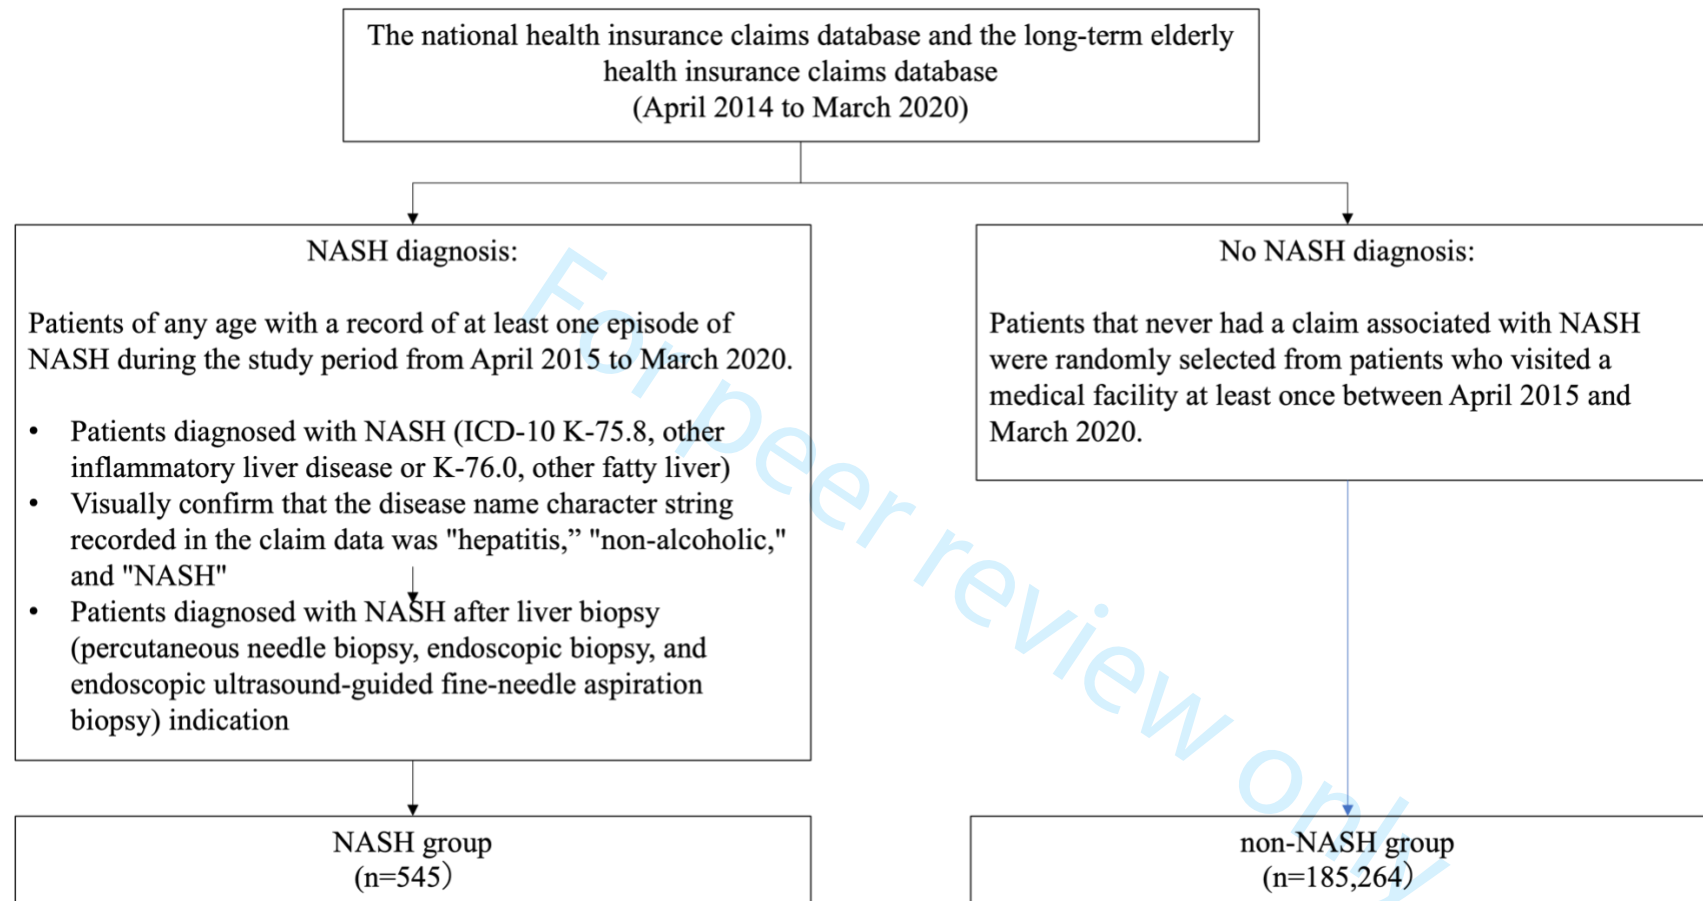 The national health insurance claims database and the long-term elderly
health insurance claims database
(April 2014 to March 2020)
NASH diagnosis:
Patients of any age with a record of at least one episode of
NASH during the study period from April 2015 to March 2020.
• Patients diagnosed with NASH (ICD-10 K-75.8, other
inflammatory liver disease or K-76.0, other fatty liver)
• Visually confirm that the disease name character string
recorded in the claim data was "hepatitis,” "non-alcoholic,"
and "NASH"
• Patients diagnosed with NASH after liver biopsy
(percutaneous needle biopsy, endoscopic biopsy, and
endoscopic ultrasound-guided fine-needle aspiration
biopsy) indication
No NASH diagnosis:
Patients that never had a claim associated with NASH
were randomly selected from patients who visited a
medical facility at least once between April 2015 and
March 2020.
NASH group
(n=545）
non-NASH group
(n=185,264）
For peer review only